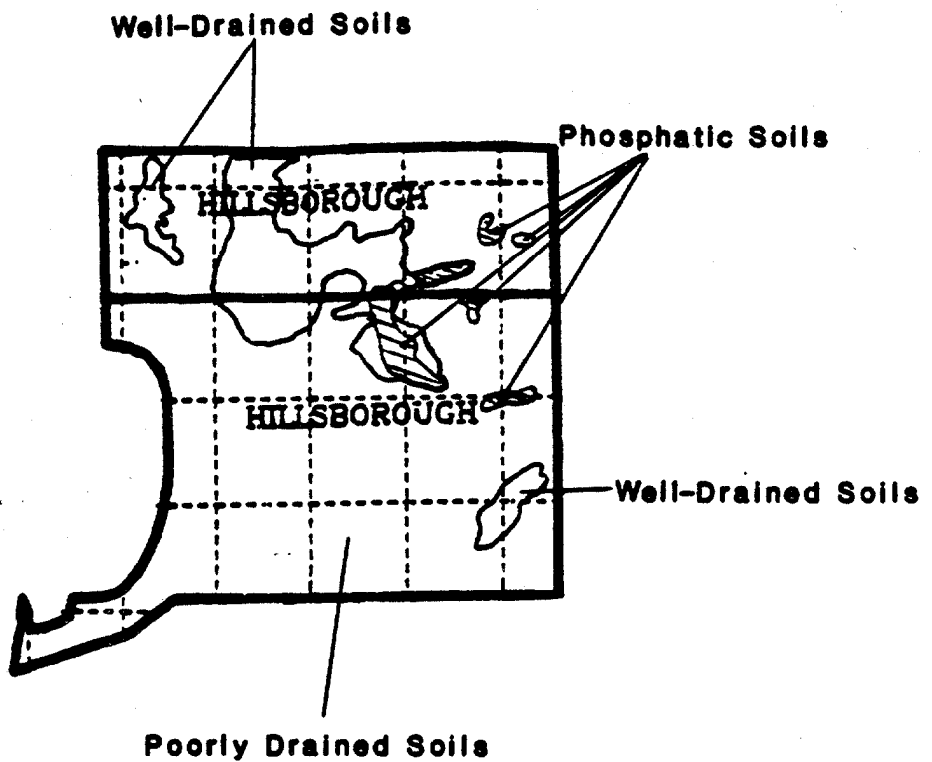 Well-Drained Soils
Phosphatic Soils
HILLSBOROUGH
HILLSBOROUGH
Well-Drained Soils
Poorly Drained Soils